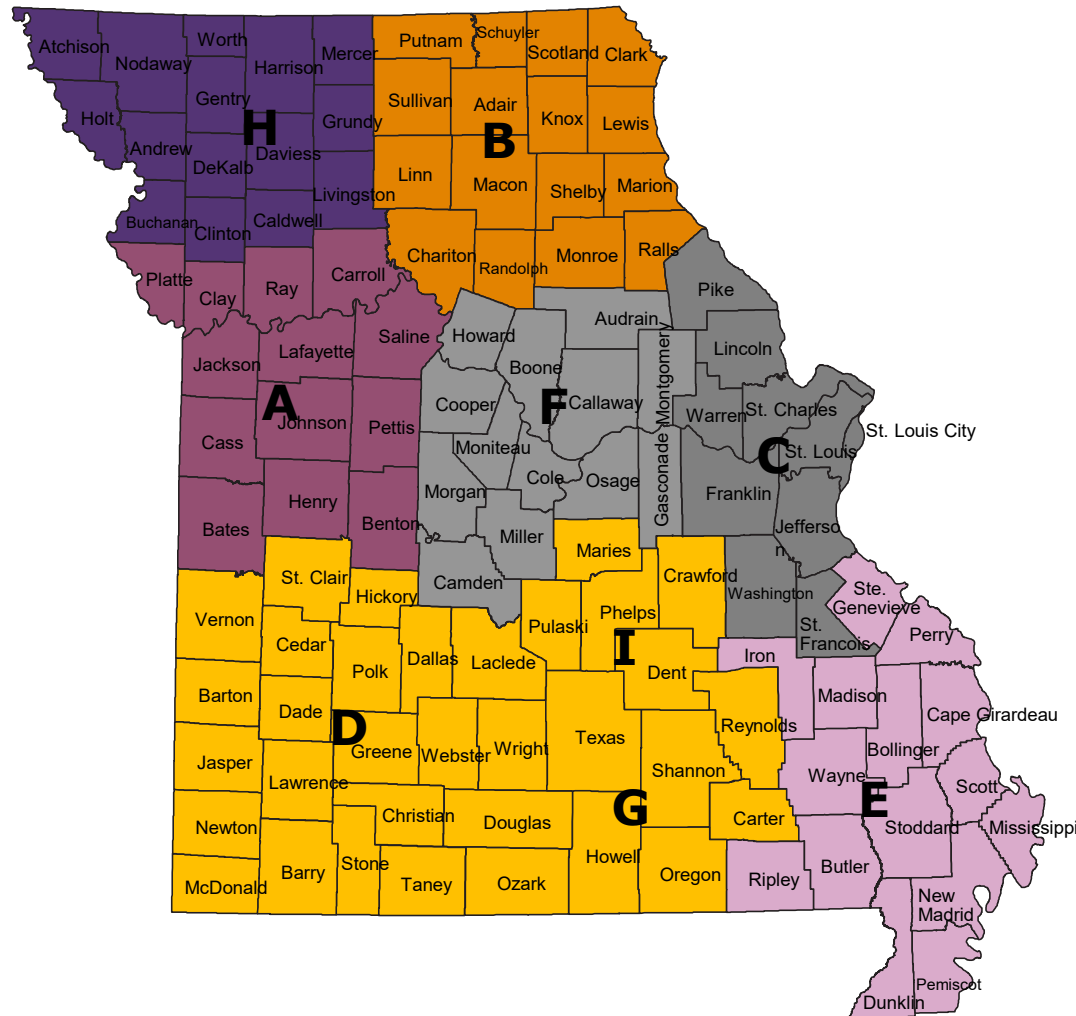 Atchison
Nodaway
Worth
Harrison
Mercer
Putnam
Schuyler
Scotland
Clark
Gentry
Sullivan
Adair
Knox
Lewis
Holt
Grundy
H
B
Andrew
DeKalb
Daviess
Linn
Macon
Shelby
Marion
Livingston
Buchanan
Clinton
Caldwell
Chariton
Randolph
Monroe
Ralls
Platte
Clay
Ray
Carroll
Pike
Audrain
Saline
Howard
Lincoln
Jackson
Lafayette
Boone
Montgomery
A
F
Callaway
Johnson
Cooper
Warren
St. Charles
St. Louis City
Cass
Pettis
Moniteau
C
St. Louis
Cole
Osage
Gasconade
Henry
Morgan
Franklin
Bates
Benton
Miller
Jefferso
n
Maries
St. Clair
Camden
Crawford
Washington
Hickory
Ste.
Genevieve
Vernon
Pulaski
Phelps
St.
Francois
Perry
Cedar
Polk
Dallas
Laclede
I
Dent
Iron
Barton
Dade
Madison
Cape Girardeau
D
Greene
Webster
Wright
Texas
Reynolds
Bollinger
Jasper
Lawrence
Shannon
Wayne
Scott
E
G
Newton
Christian
Douglas
Carter
Stoddard
Mississippi
Howell
Stone
Barry
McDonald
Taney
Ozark
Oregon
Ripley
Butler
New
Madrid
Pemiscot
Dunklin